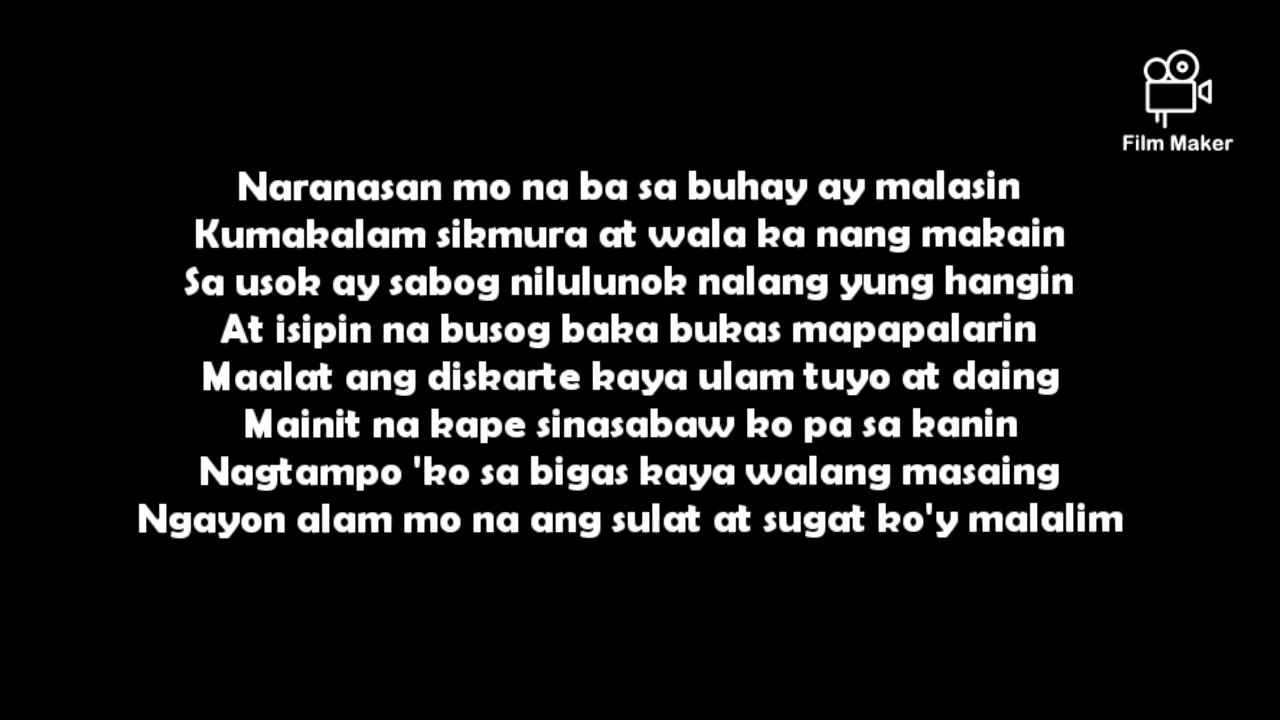 Film Maker
Naranasan mo na ba sa buhay ay malasin
Kumakalam sikmura at wala ka nang makain
Sa usok ay sabog nilulunok nalang yung hangin
At isipin na busog baka bukas mapapalarin
Maalat ang diskarte kaya ulam tuyo at daing
Mainit na kape sinasabaw ko pa sa kanin
Nagtampo 'ko sa bigas kaya walang masaing
Ngayon alam mo na ang sulat at sugat ko'y malalim